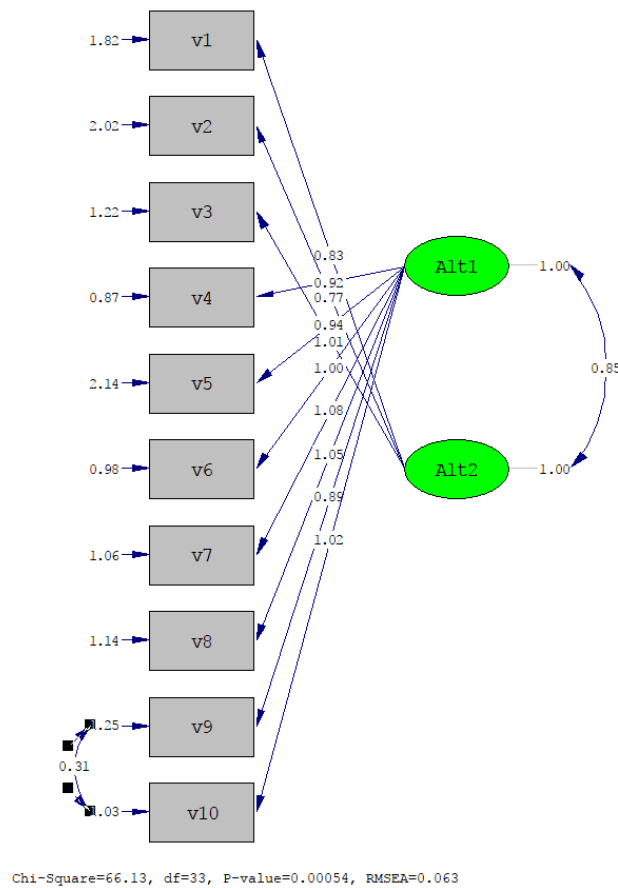 1.82 v1
2.02 v2
1.22 v3
0.83
Alt1 1.00
0.87 v4
0.92
0.77
0.94
1.01
1.00
0.85
2.14 v5
1.08
0.98 v6
1.05
Alt2 1.00
0.89
1.02
1.06 v7
1.14 v8
.25 v9
0.31
.03 v10
Chi-Square=66.13, df=33, P-value=0.00054, RMSEA=0.063